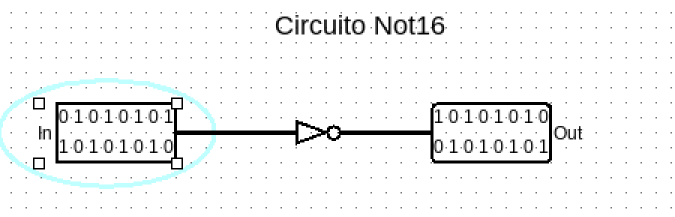 Circuito Not16
In
0 1 0 1 0 1 0 1
1 0 1 0 1 0 1 0
1 0 1 0 1 0 1 0
0 1 0 1 0 1 0 1
Out